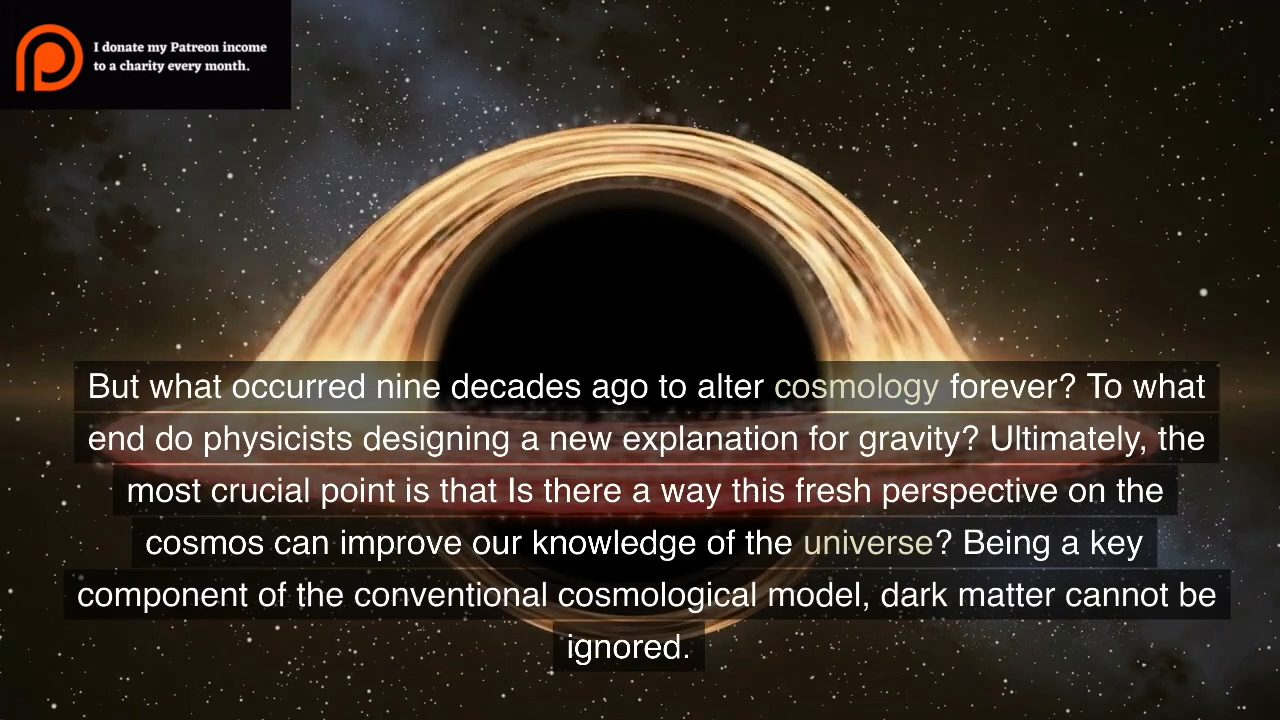 I donate my Patreon income
to a charity every month.
But what occurred nine decades ago to alter cosmology forever? To what
end do physicists designing a new explanation for gravity? Ultimately, the
most crucial point is that Is there a way this fresh perspective on the
cosmos can improve our knowledge of the universe? Being a key
component of the conventional cosmological model, dark matter cannot be
ignored.